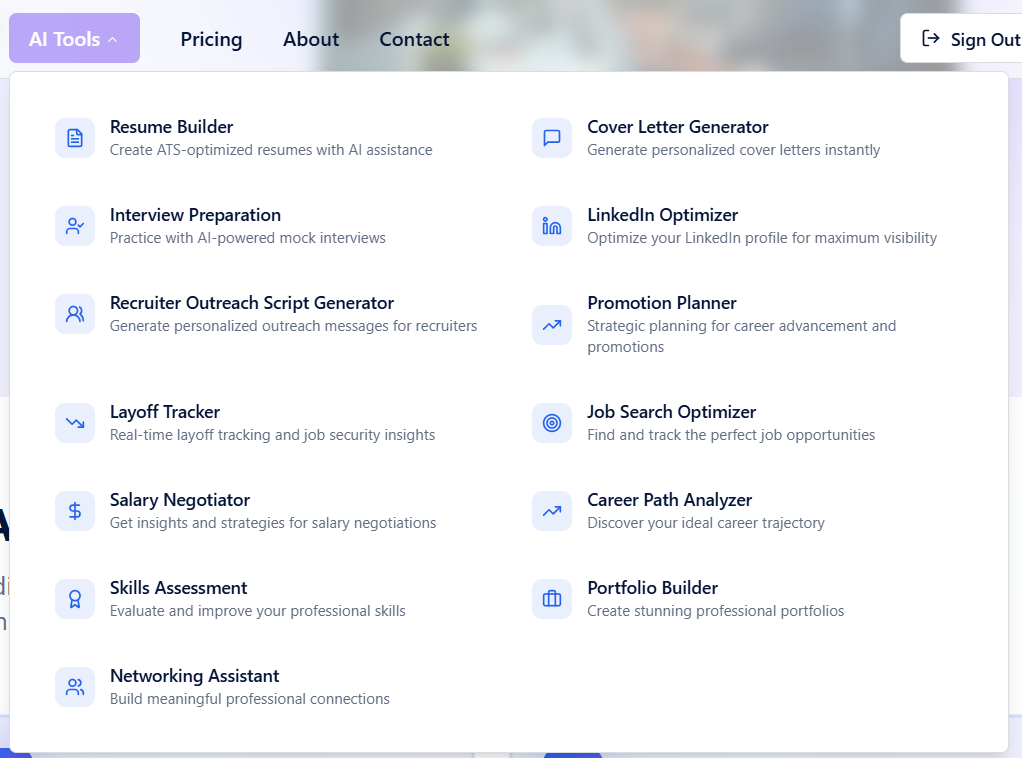 AI Tools
Pricing
About
Contact
Sign Out
Resume Builder
Create ATS-optimized resumes with AI assistance
Cover Letter Generator
Generate personalized cover letters instantly
Interview Preparation
Practice with AI-powered mock interviews
LinkedIn Optimizer
Optimize your LinkedIn profile for maximum visibility
Recruiter Outreach Script Generator
Generate personalized outreach messages for recruiters
Promotion Planner
Strategic planning for career advancement and
promotions
Layoff Tracker
Real-time layoff tracking and job security insights
Job Search Optimizer
Find and track the perfect job opportunities
Salary Negotiator
Get insights and strategies for salary negotiations
Career Path Analyzer
Discover your ideal career trajectory
Skills Assessment
Evaluate and improve your professional skills
Portfolio Builder
Create stunning professional portfolios
Networking Assistant
Build meaningful professional connections